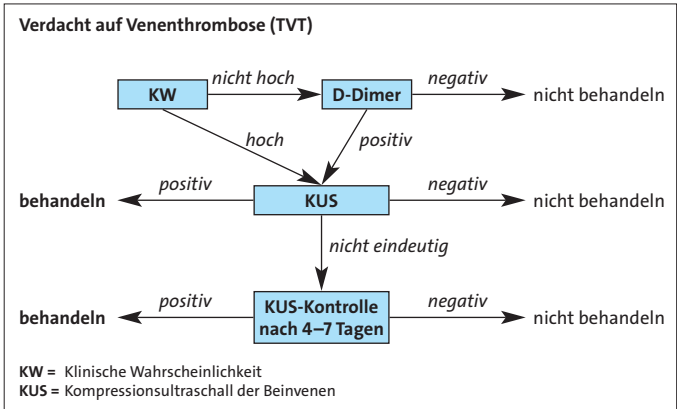 Verdacht auf Venenthrombose (TVT)
KW
nicht hoch
D-Dimer
negativ
nicht behandeln
hoch
positiv
behandeln
positiv
KUS
negativ
nicht behandeln
nicht eindeutig
behandeln
positiv
KUS-Kontrolle
nach 4–7 Tagen
negativ
nicht behandeln
KW = Klinische Wahrscheinlichkeit
KUS = Kompressionsultraschall der Beinvenen